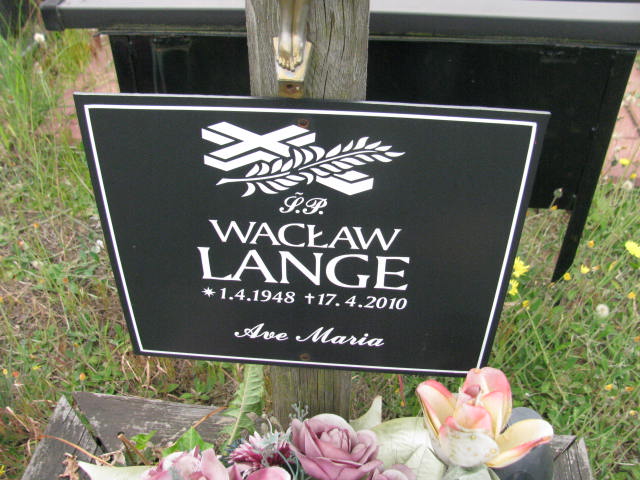 Ś.P.
WACŁAW
LANGE
*1.4.1948 †17.4.2010
Ave Maria